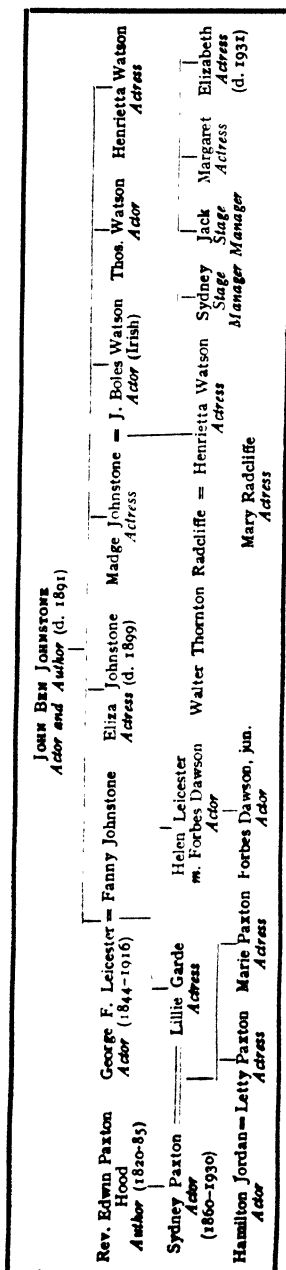 JOHN BEN JOHNSTONE
Actor and Author (d. 1891)
Rev. Edwin Paxton
Hood
Author (1820-85)
George F. Leicester = Fanny Johnstone
Actor (1844-1916)
Eliza Johnstone
Actress (d. 1899)
Madge Johnstone = J. Boles Watson
Actress
Actor (Irish)
Thos. Watson
Actor
Henrietta Watson
Actress
Sydney Paxton
Actor
(1860-1930)
Lillie Garde
Actress
Helen Leicester
m. Forbes Dawson
Actor
Walter Thornton Radcliffe = Henrietta Watson
Actress
Sydney
Stage
Manager
Jack
Stage
Manager
Margaret
Actress
Elizabeth
Actress
(d. 1931)
Hamilton Jordan = Letty Paxton
Actor
Actress
Marie Paxton
Actress
Forbes Dawson, jun.
Actor
Mary Radcliffe
Actress